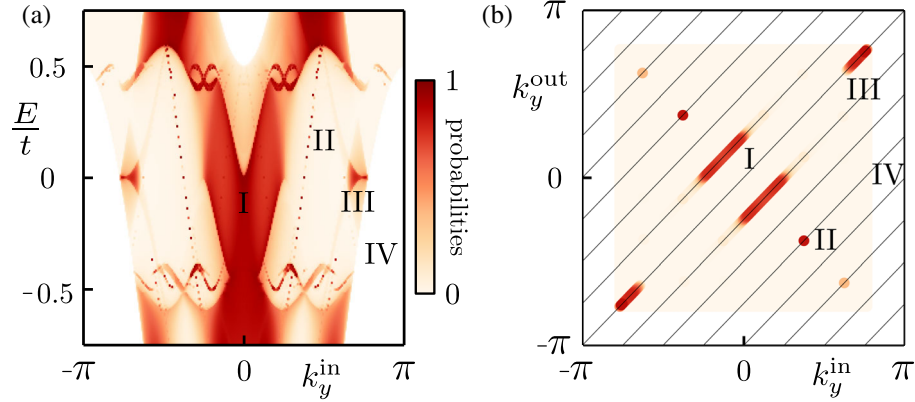 (a)
0.5
E/t
0
-0.5
-π
0
k_y^in
π
I
II
III
IV
1
probabilities
0
(b)
π
k_y^out
0
-π
0
k_y^in
π
I
II
III
IV